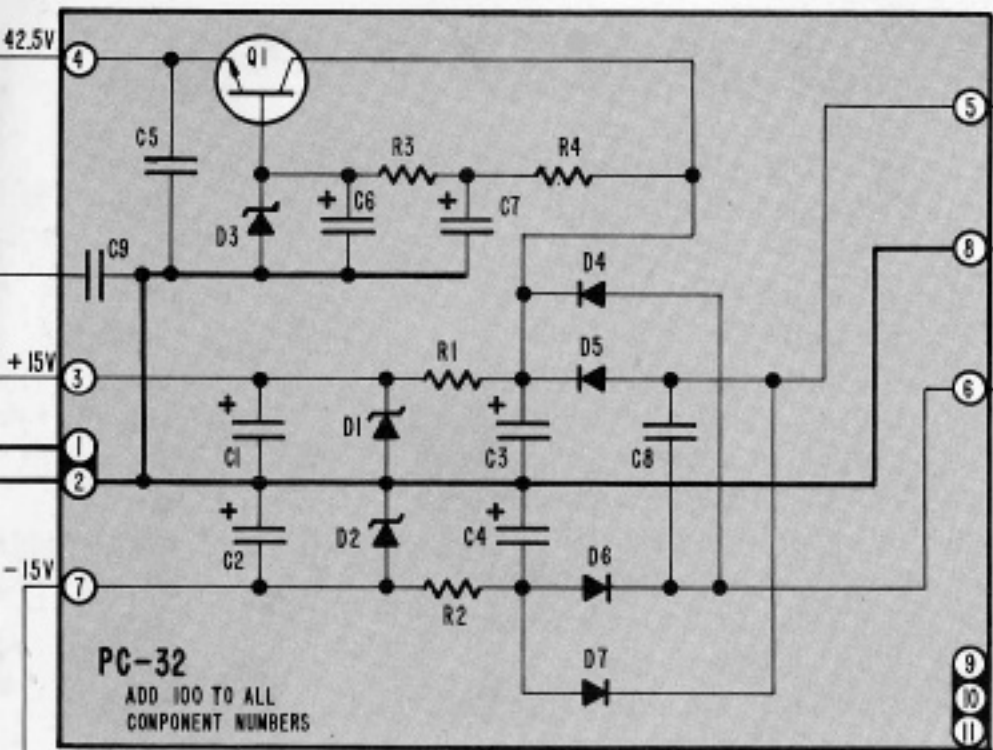 42.5V
4
Q1
5
C5
R3
R4
+
C6
+
C7
D3
8
C9
D4
+15V
3
R1
D5
6
+
C1
D1
+
C3
C8
1
2
+
C2
D2
+
C4
D6
-15V
7
R2
D7
PC-32
ADD 100 TO ALL
COMPONENT NUMBERS
9
10
11